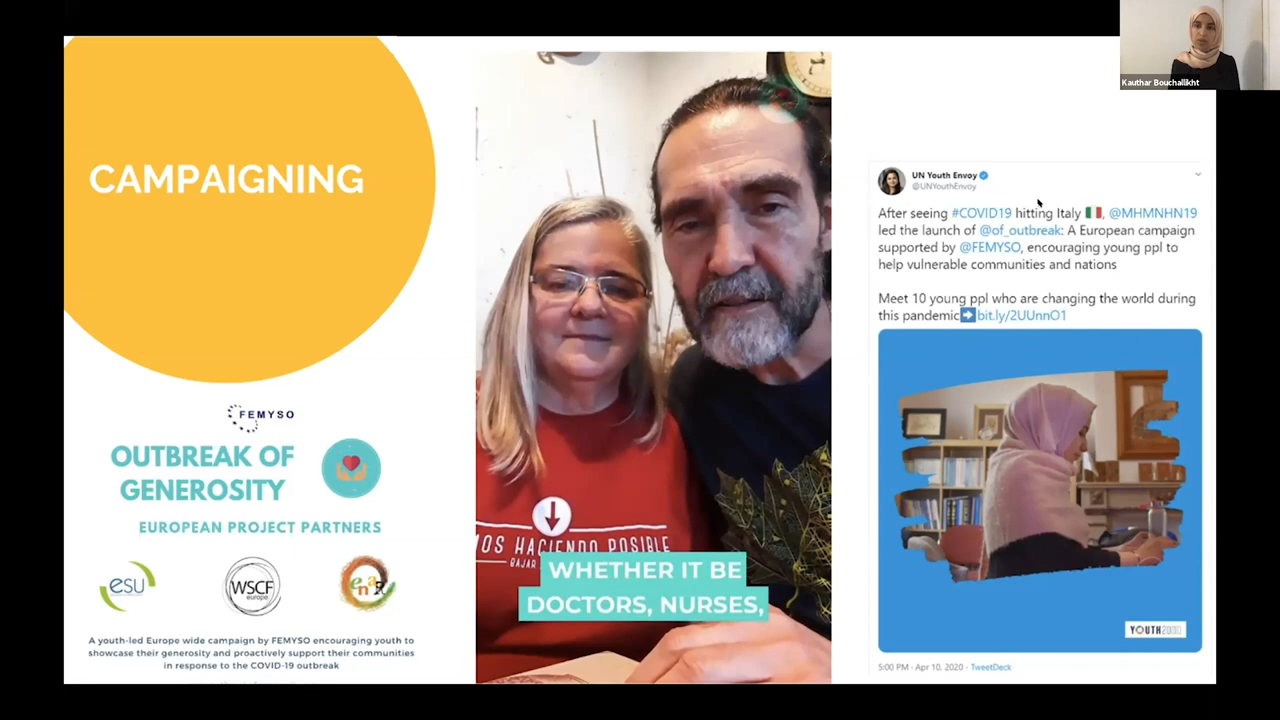 Kauthar Bouchallikht
CAMPAIGNING
FEMYSO
OUTBREAK OF
GENEROSITY
EUROPEAN PROJECT PARTNERS
esu
WSCF
europe
enar
A youth-led Europe wide campaign by FEMYSO encouraging youth to
showcase their generosity and proactively support their communities
in response to the COVID-19 outbreak
MOS HACIENDO POSIBLE
BAJAR
WHETHER IT BE
DOCTORS, NURSES,
UN Youth Envoy
@UNYouthEnvoy
After seeing #COVID19 hitting Italy 🇮🇹, @MHMNHN19
led the launch of @of_outbreak: A European campaign
supported by @FEMYSO, encouraging young ppl to
help vulnerable communities and nations
Meet 10 young ppl who are changing the world during
this pandemic➡️bit.ly/2UUnnO1
YOUTH2030
5:00 PM · Apr 10, 2020 · TweetDeck